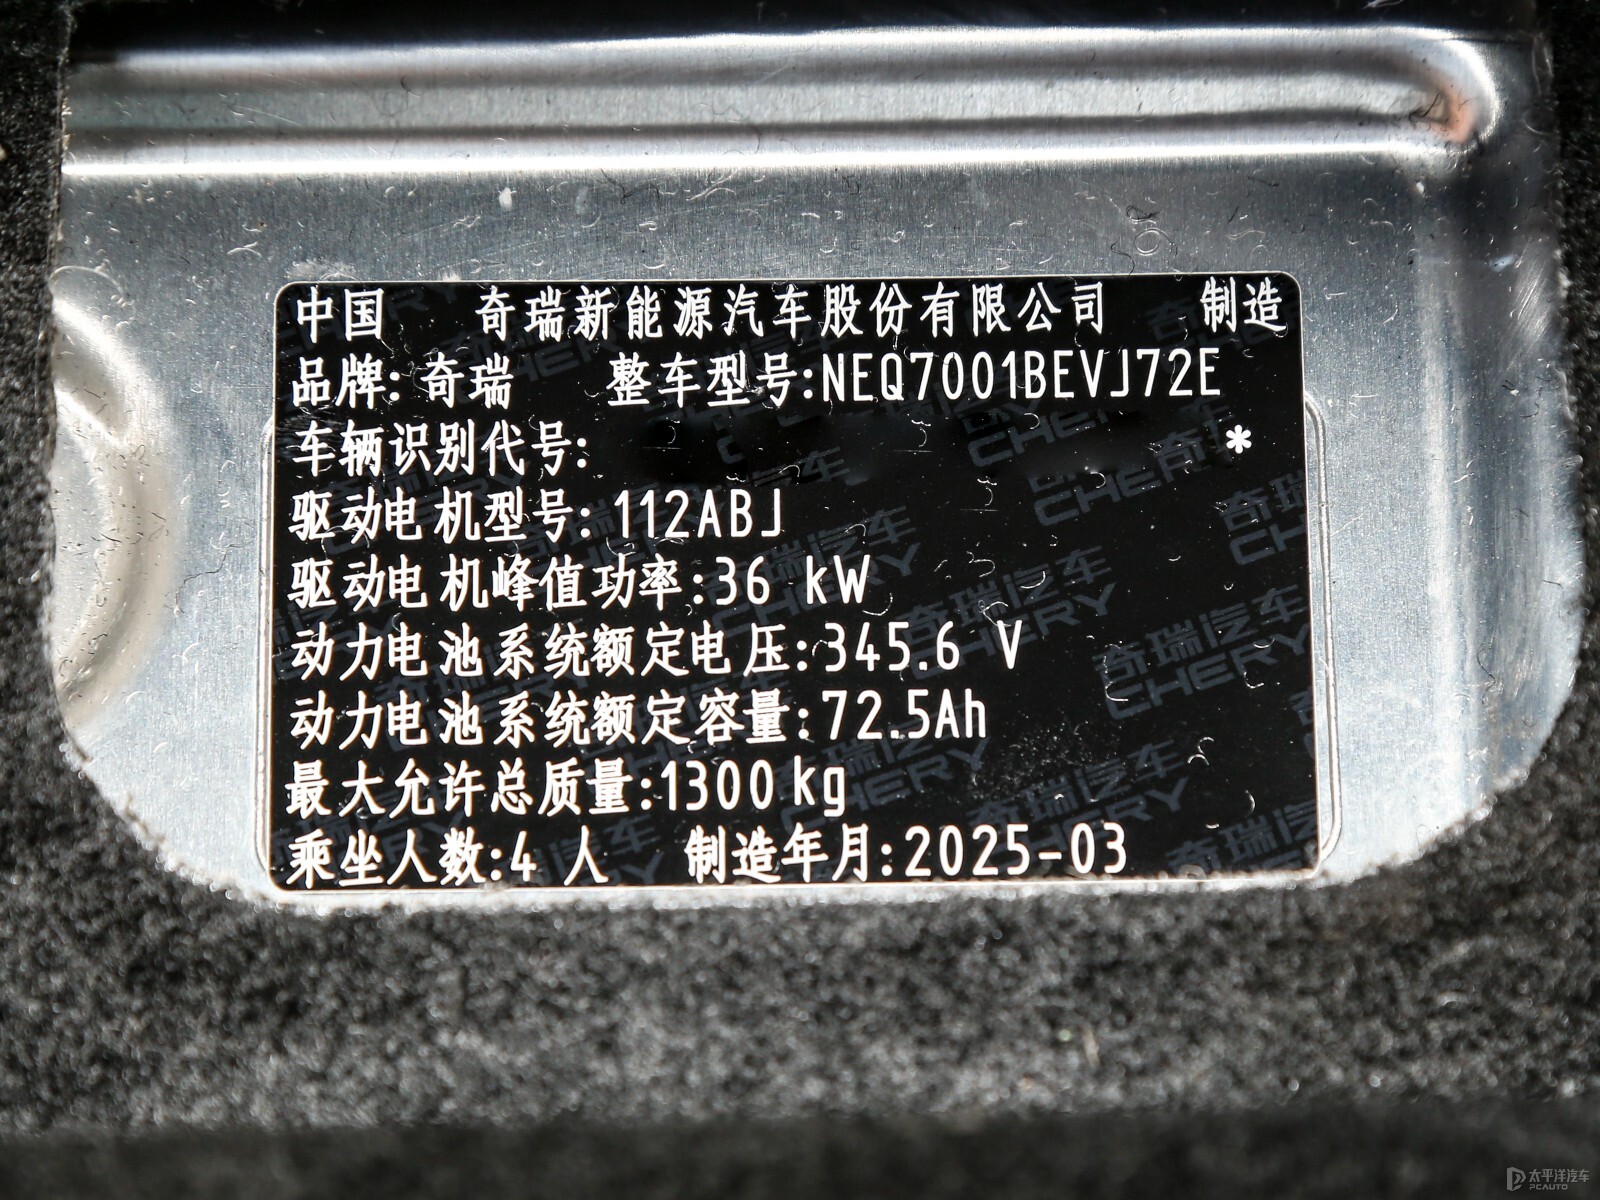 中国 奇瑞新能源汽车股份有限公司 制造
品牌: 奇瑞 整车型号:NEQ7001BEVJ72E
车辆识别代号: *
驱动电机型号: 112ABJ
驱动电机峰值功率:36 kW
动力电池系统额定电压:345.6 V
动力电池系统额定容量:72.5Ah
最大允许总质量:1300kg
乘坐人数:4 人 制造年月:2025-03
太平洋汽车
PCAUTO